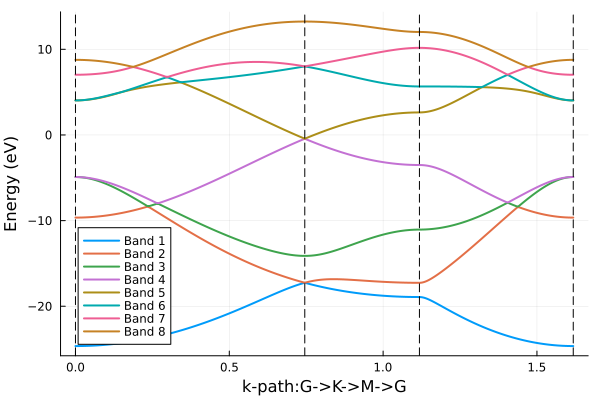 10
0
−10
−20
Energy (eV)
Band 1
Band 2
Band 3
Band 4
Band 5
Band 6
Band 7
Band 8
0.0 0.5 1.0 1.5
k-path:G->K->M->G